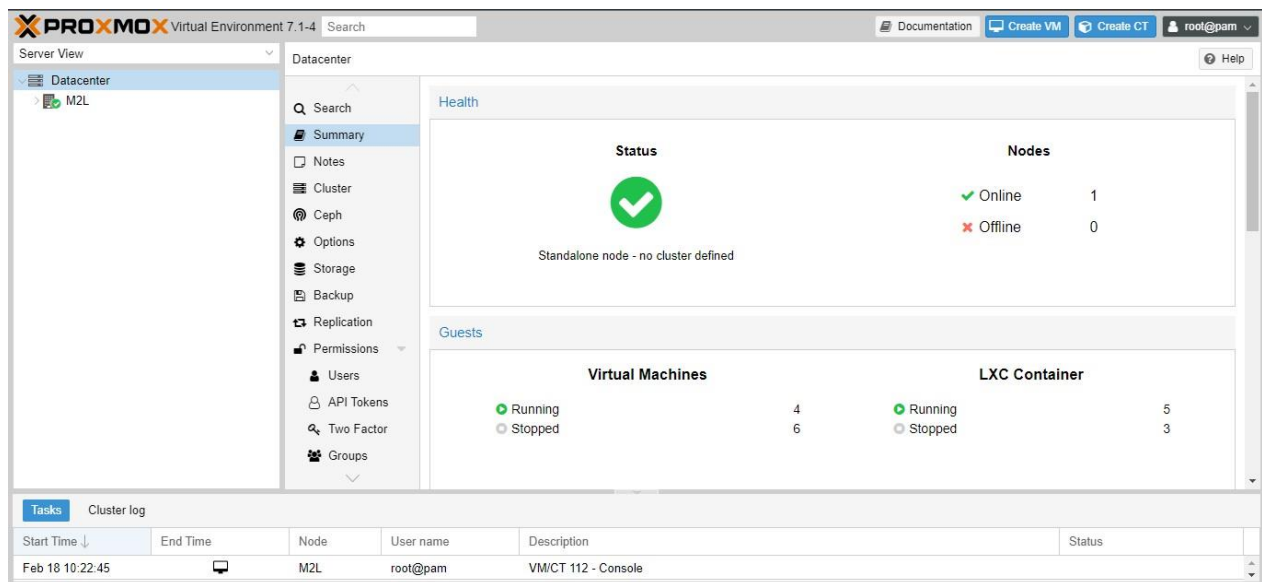 PROXMOX Virtual Environment 7.1-4 Search Documentation Create VM Create CT root@pam
Server View
Datacenter
M2L
Datacenter Help
Search
Summary
Notes
Cluster
Ceph
Options
Storage
Backup
Replication
Permissions
Users
API Tokens
Two Factor
Groups
Health
Status
Standalone node - no cluster defined
Nodes
Online 1
Offline 0
Guests
Virtual Machines
Running 4
Stopped 6
LXC Container
Running 5
Stopped 3
Tasks Cluster log
Start Time End Time Node User name Description Status
Feb 18 10:22:45 M2L root@pam VM/CT 112 - Console